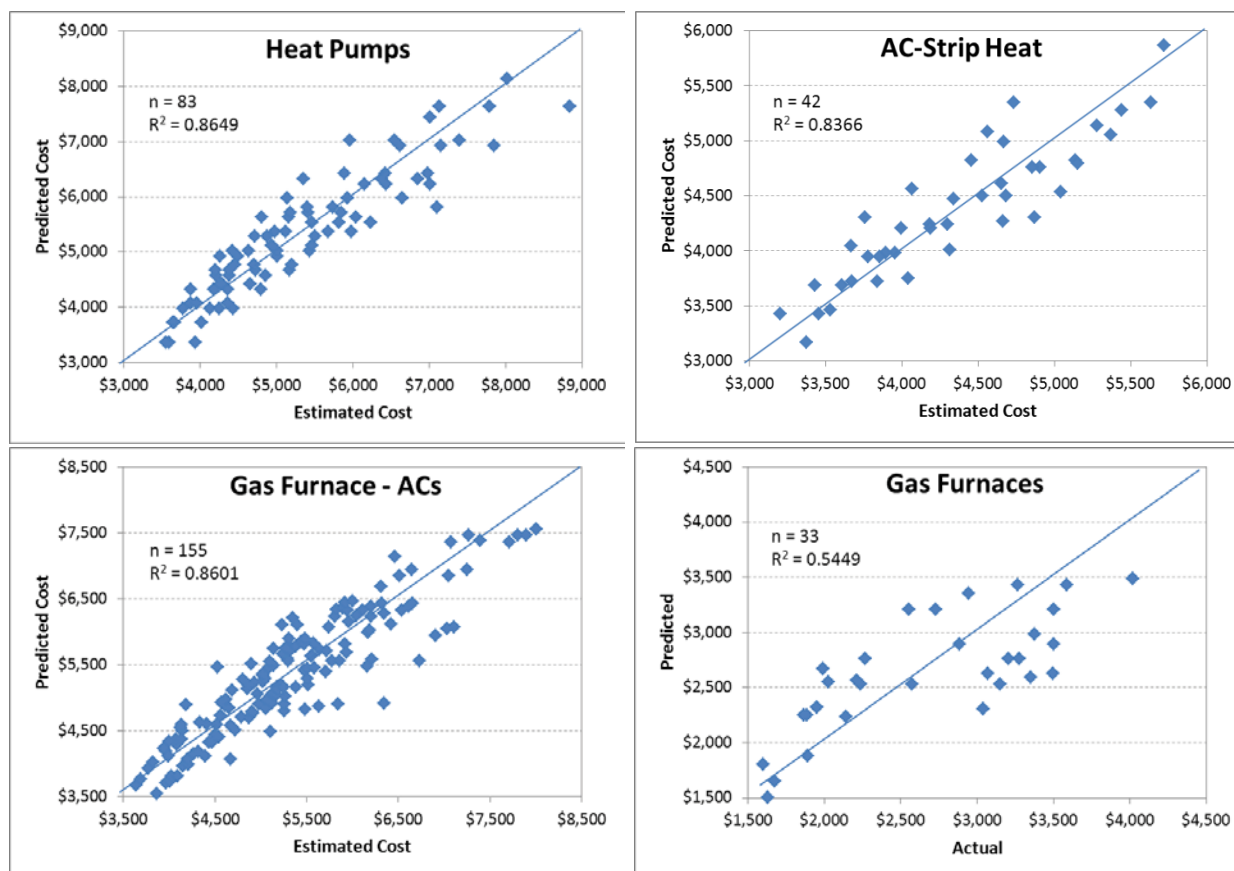 Heat Pumps
n = 83
R² = 0.8649
Predicted Cost
$9,000
$8,000
$7,000
$6,000
$5,000
$4,000
$3,000
$3,000 $4,000 $5,000 $6,000 $7,000 $8,000 $9,000
Estimated Cost
AC-Strip Heat
n = 42
R² = 0.8366
Predicted Cost
$6,000
$5,500
$5,000
$4,500
$4,000
$3,500
$3,000
$3,000 $3,500 $4,000 $4,500 $5,000 $5,500 $6,000
Estimated Cost
Gas Furnace - ACs
n = 155
R² = 0.8601
Predicted Cost
$8,500
$7,500
$6,500
$5,500
$4,500
$3,500
$3,500 $4,500 $5,500 $6,500 $7,500 $8,500
Estimated Cost
Gas Furnaces
n = 33
R² = 0.5449
Predicted
$4,500
$4,000
$3,500
$3,000
$2,500
$2,000
$1,500
$1,500 $2,000 $2,500 $3,000 $3,500 $4,000 $4,500
Actual